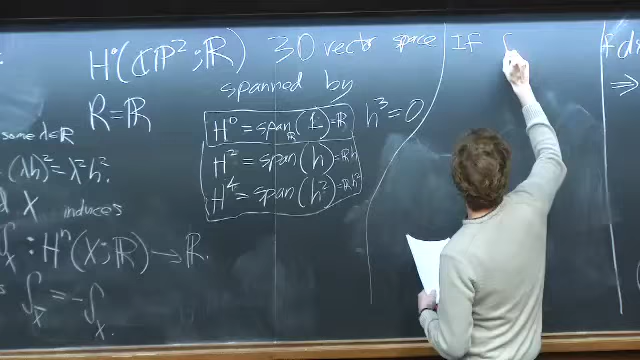 H•(ℂP²;ℝ) 3D vector space
spanned by
R=ℝ
H⁰ = span_ℝ(1)=ℝ
h³=0
H² = span(h)=ℝh
H⁴ = span(h²)=ℝh²
some λ∈ℝ
(λh)²=λ²h².
X induces
∫_X : Hⁿ(X;ℝ) → ℝ.
∫_X̄ = -∫_X.
If
⇒